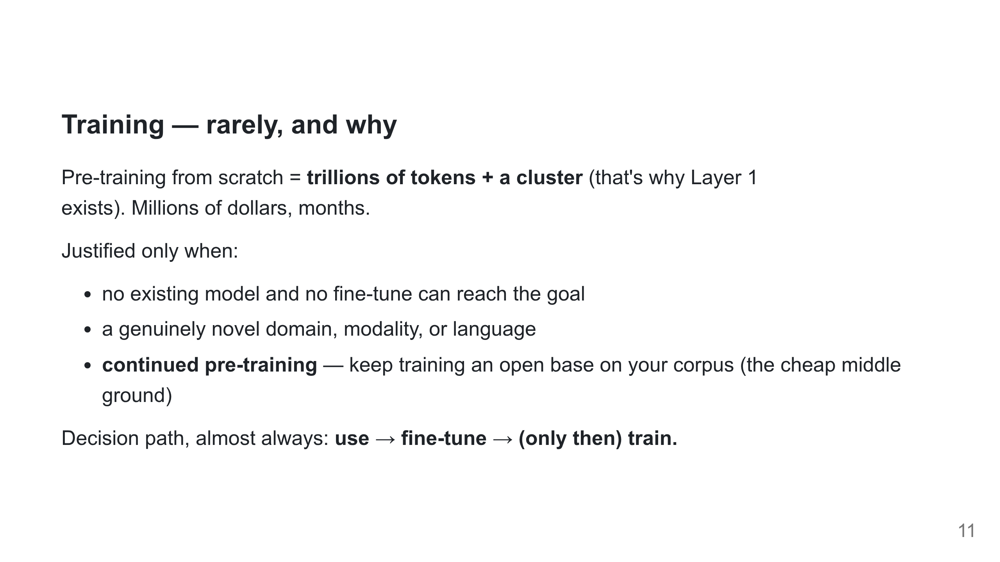 Training — rarely, and why
Pre-training from scratch = trillions of tokens + a cluster (that's why Layer 1
exists). Millions of dollars, months.
Justified only when:
• no existing model and no fine-tune can reach the goal
• a genuinely novel domain, modality, or language
• continued pre-training — keep training an open base on your corpus (the cheap middle
ground)
Decision path, almost always: use → fine-tune → (only then) train.
11